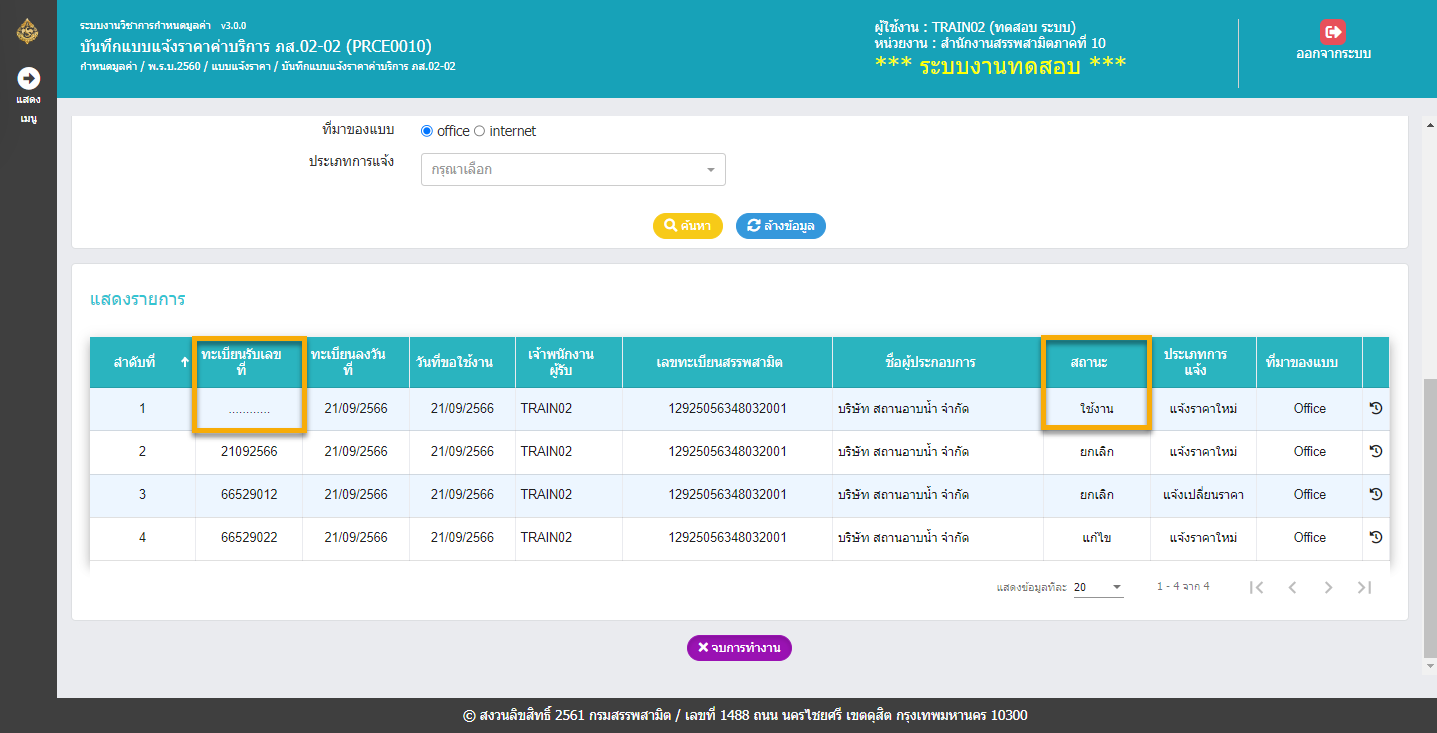 ระบบงานวิชาการกำหนดมูลค่า v3.0.0
บันทึกแบบแจ้งราคาค่าบริการ ภส.02-02 (PRCE0010)
กำหนดมูลค่า / พ.ร.บ.2560 / แบบแจ้งราคา / บันทึกแบบแจ้งราคาค่าบริการ ภส.02-02
ผู้ใช้งาน : TRAIN02 (ทดสอบ ระบบ)
หน่วยงาน : สำนักงานสรรพสามิตภาคที่ 10
*** ระบบงานทดสอบ ***
ออกจากระบบ
แสดง
เมนู
ที่มาของแบบ office internet
ประเภทการแจ้ง กรุณาเลือก
ค้นหา ล้างข้อมูล
แสดงรายการ
ลำดับที่ ทะเบียนรับเลขที่ ทะเบียนลงวันที่ วันที่ขอใช้งาน เจ้าพนักงานผู้รับ เลขทะเบียนสรรพสามิต ชื่อผู้ประกอบการ สถานะ ประเภทการแจ้ง ที่มาของแบบ
1 ............ 21/09/2566 21/09/2566 TRAIN02 12925056348032001 บริษัท สถานอาบน้ำ จำกัด ใช้งาน แจ้งราคาใหม่ Office
2 21092566 21/09/2566 21/09/2566 TRAIN02 12925056348032001 บริษัท สถานอาบน้ำ จำกัด ยกเลิก แจ้งราคาใหม่ Office
3 66529012 21/09/2566 21/09/2566 TRAIN02 12925056348032001 บริษัท สถานอาบน้ำ จำกัด ยกเลิก แจ้งเปลี่ยนราคา Office
4 66529022 21/09/2566 21/09/2566 TRAIN02 12925056348032001 บริษัท สถานอาบน้ำ จำกัด แก้ไข แจ้งราคาใหม่ Office
แสดงข้อมูลทีละ 20 1 - 4 จาก 4
จบการทำงาน
© สงวนลิขสิทธิ์ 2561 กรมสรรพสามิต / เลขที่ 1488 ถนน นครไชยศรี เขตดุสิต กรุงเทพมหานคร 10300